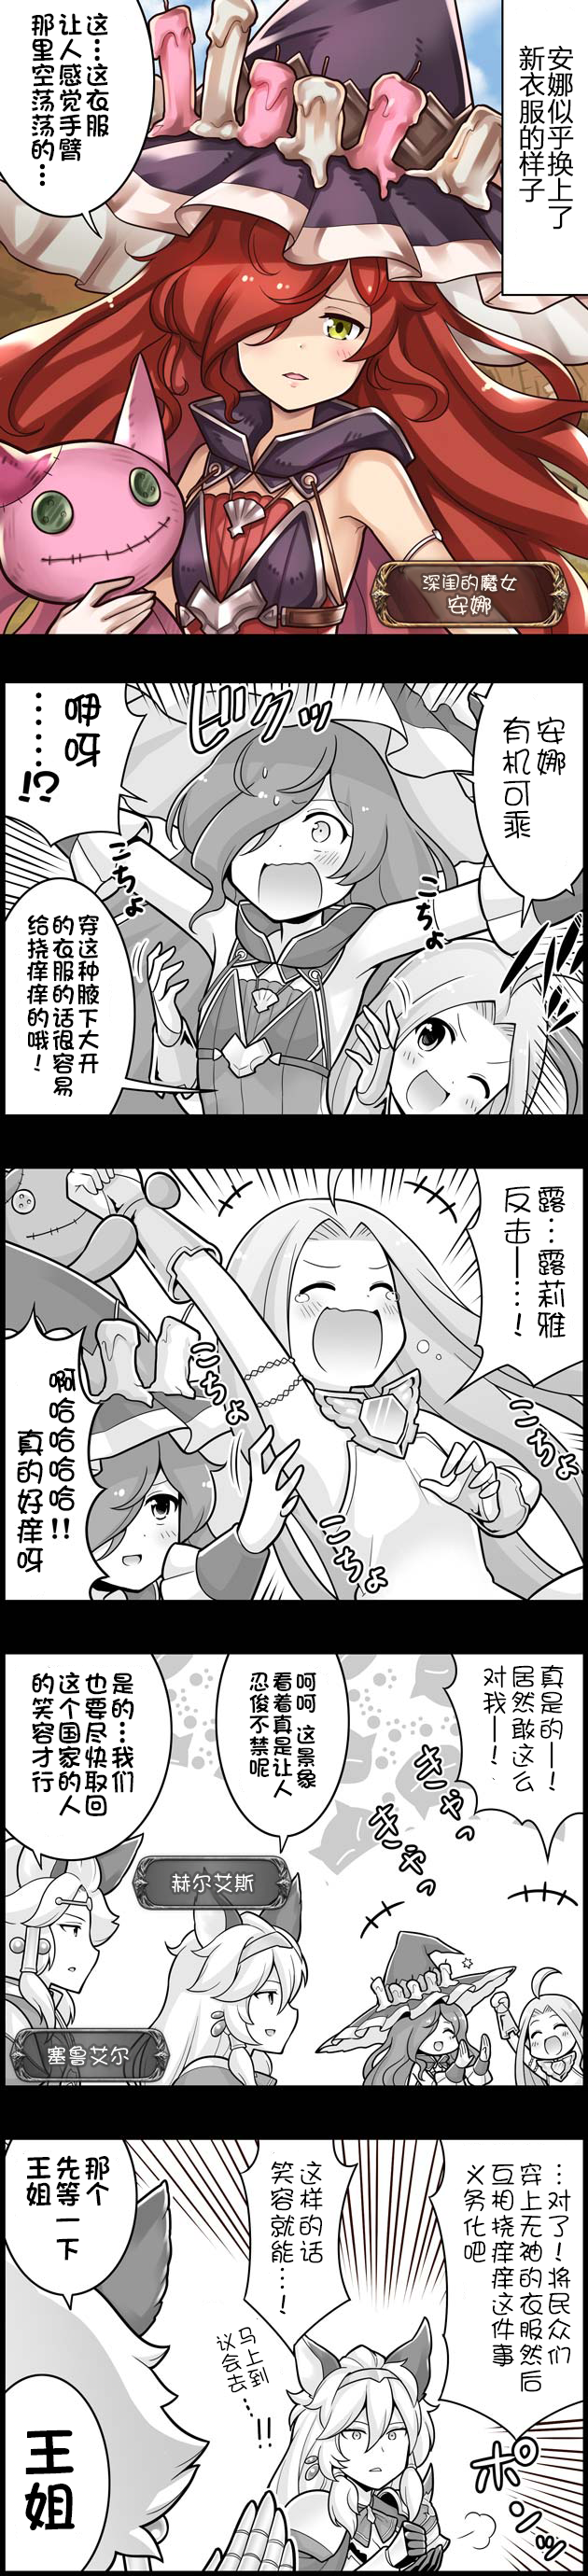 安娜似乎换上了
新衣服的样子
这…这衣服
让人感觉手臂
那里空荡荡的…
深闺的魔女
安娜
安娜
有机可乘
ビクッ
咿呀
……!?
こちょ
こちょ
穿这种腋下大开
的衣服的话很容易
给挠痒痒的哦！
露…露莉雅
反击ー…！
こちょ
こちょ
こちょ
啊哈哈哈哈!!
真的好痒呀
真是的ー！
居然敢这么
对我ー！
きゃっ
きゃっ
呵呵 这景象
看着真是让人
忍俊不禁呢
是的…我们
也要尽快取回
这个国家的人
的笑容才行
赫尔艾斯
塞鲁艾尔
…对了！将民众们
穿上无袖的衣服然后
互相挠痒痒这件事
义务化吧
ポンッ
这样的话
笑容就能…！
马上到
议会去…!!
那个
先等一下
王姐
王姐